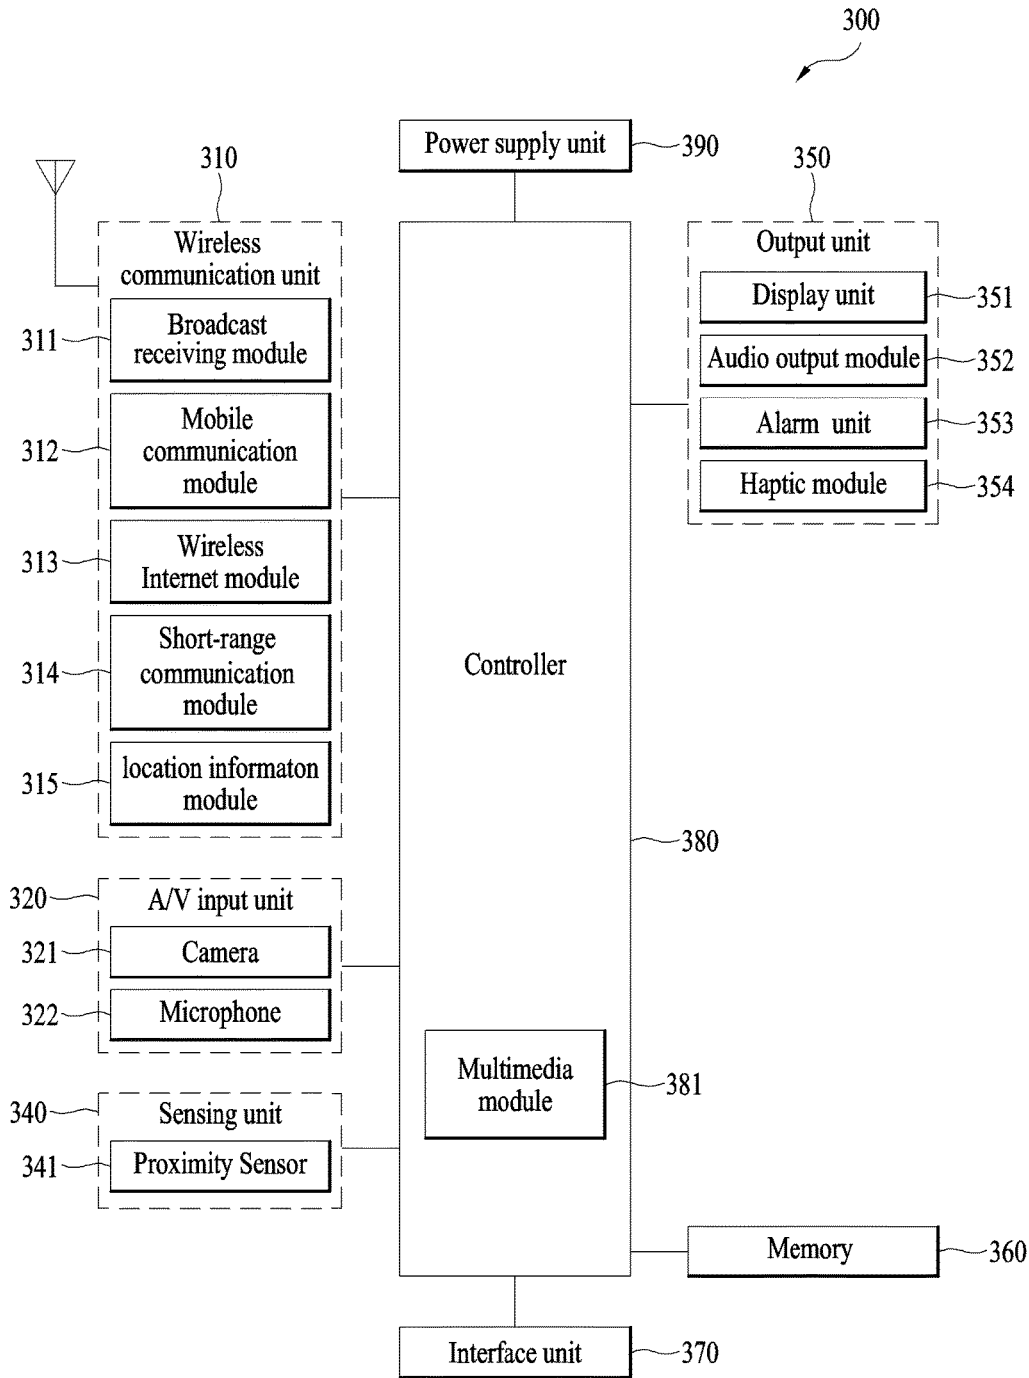 300
Power supply unit
390
310
Wireless
communication unit
311
Broadcast
receiving module
312
Mobile
communication
module
313
Wireless
Internet module
314
Short-range
communication
module
315
location informaton
module
320
A/V input unit
321
Camera
322
Microphone
340
Sensing unit
341
Proximity Sensor
Controller
380
Multimedia
module
381
350
Output unit
Display unit
351
Audio output module
352
Alarm unit
353
Haptic module
354
Memory
360
Interface unit
370